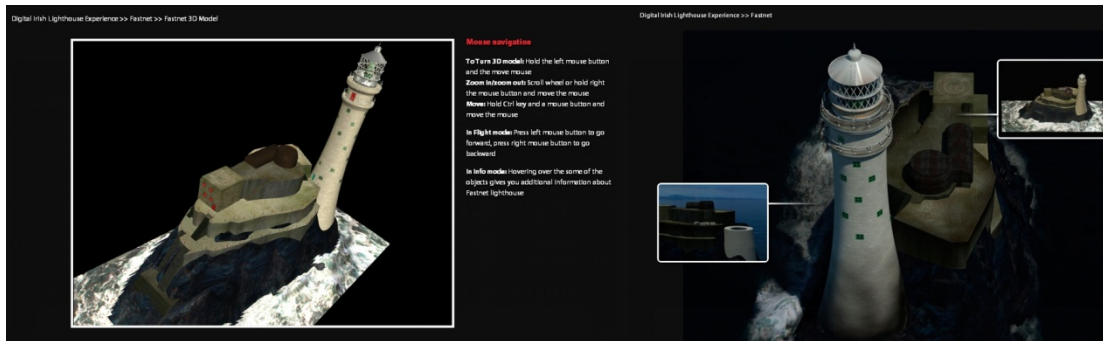 Digital Irish Lighthouse Experience >> Fastnet >> Fastnet 3D Model
Mouse navigation
To Turn 3D model: Hold the left mouse button
and the move mouse
Zoom in/zoom out: Scroll wheel or hold right
the mouse button and move the mouse
Move: Hold Ctrl key and a mouse button and
move the mouse
In Flight mode: Press left mouse button to go
forward, press right mouse button to go
backward
In Info mode: Hovering over the some of the
objects gives you additional information about
Fastnet lighthouse
Digital Irish Lighthouse Experience >> Fastnet